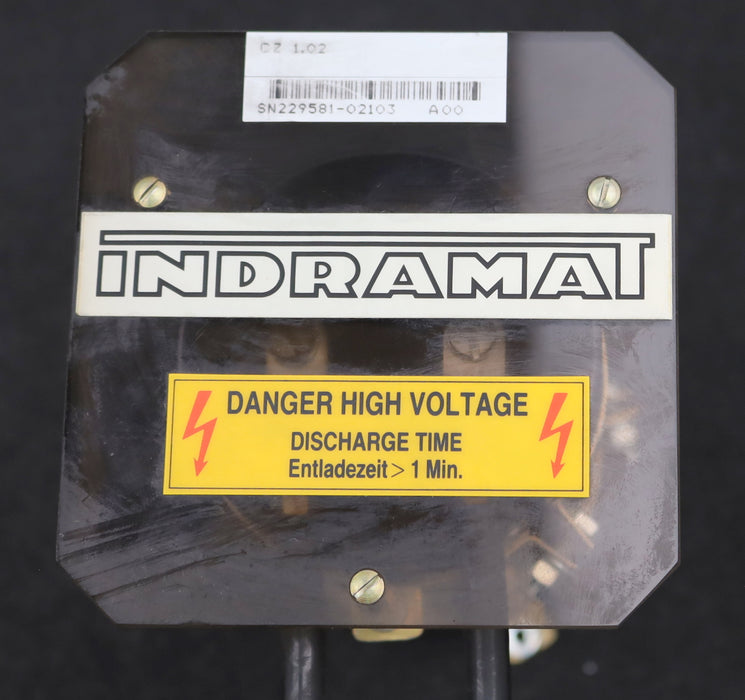 CZ 1.02
SN229581-02103 A00
INDRAMAT
DANGER HIGH VOLTAGE
DISCHARGE TIME
Entladezeit > 1 Min.